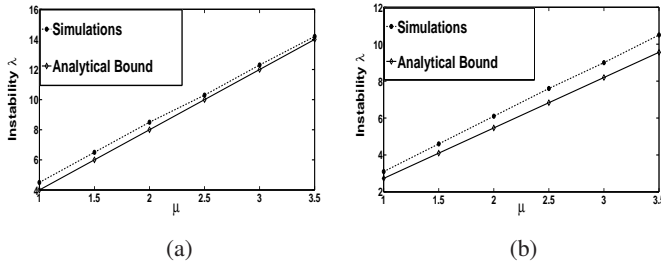 16
14
12
10
8
6
4
Instability λ
Simulations
Analytical Bound
1
1.5
2
2.5
3
3.5
μ
(a)
12
10
8
6
4
2
Instability λ
Simulations
Analytical Bound
1
1.5
2
2.5
3
3.5
μ
(b)